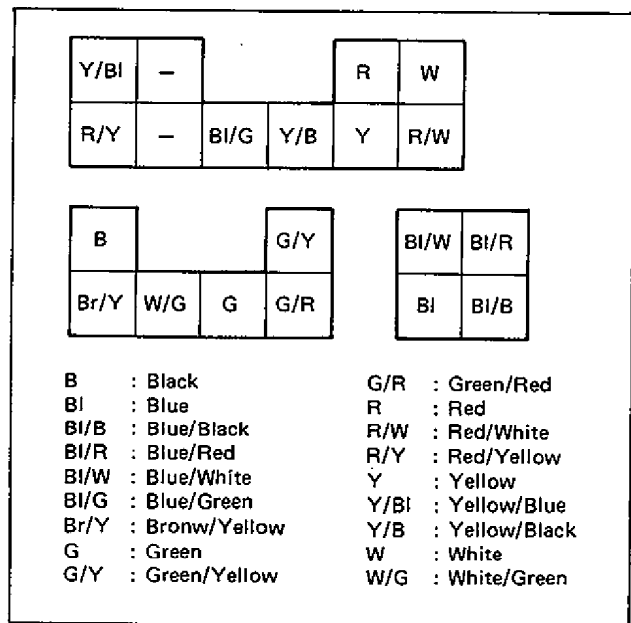 Y/Bl – R W
R/Y – Bl/G Y/B Y R/W
B G/Y Bl/W Bl/R
Br/Y W/G G G/R Bl Bl/B
B : Black
Bl : Blue
Bl/B : Blue/Black
Bl/R : Blue/Red
Bl/W : Blue/White
Bl/G : Blue/Green
Br/Y : Bronw/Yellow
G : Green
G/Y : Green/Yellow
G/R : Green/Red
R : Red
R/W : Red/White
R/Y : Red/Yellow
Y : Yellow
Y/Bl : Yellow/Blue
Y/B : Yellow/Black
W : White
W/G : White/Green